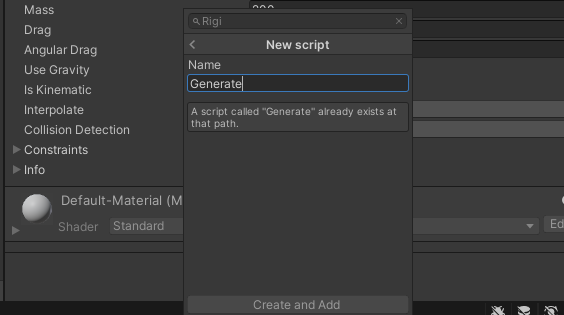 Mass
Drag
Angular Drag
Use Gravity
Is Kinematic
Interpolate
Collision Detection
Constraints
Info
Default-Material (M
Shader Standard
Ed
Rigi
New script
Name
Generate
A script called "Generate" already exists at
that path.
Create and Add